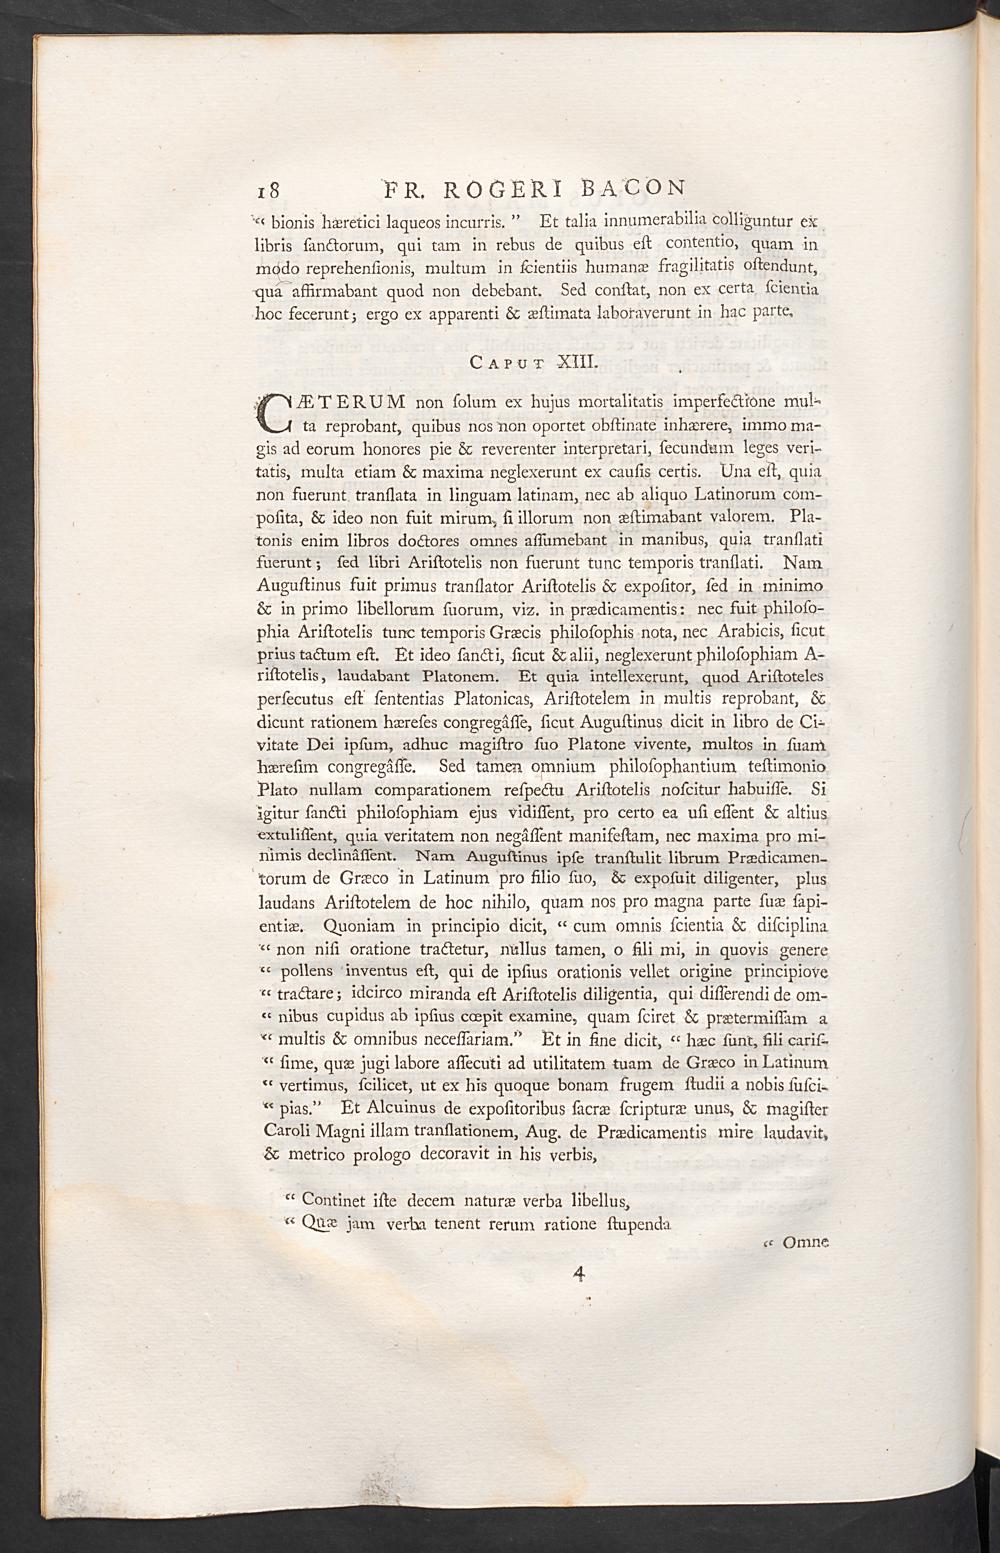 18 FR. ROGERI BACON
“ bionis hæretici laqueos incurris. ” Et talia innumerabilia colliguntur ex
libris ſanctorum, qui tam in rebus de quibus eſt contentio, quam in
modo reprehenſionis, multum in ſcientiis humanæ fragilitatis oſtendunt,
qua affirmabant quod non debebant. Sed conſtat, non ex certa ſcientia
hoc fecerunt; ergo ex apparenti & æſtimata laboraverunt in hac parte.
CAPUT XIII.
CÆTERUM non ſolum ex hujus mortalitatis imperfectione mul-
ta reprobant, quibus nos non oportet obſtinate inhærere, immo ma-
gis ad eorum honores pie & reverenter interpretari, ſecundum leges veri-
tatis, multa etiam & maxima neglexerunt ex cauſis certis. Una eſt, quia
non fuerunt tranſlata in linguam latinam, nec ab aliquo Latinorum com-
poſita, & ideo non fuit mirum, ſi illorum non æſtimabant valorem. Pla-
tonis enim libros doctores omnes aſſumebant in manibus, quia tranſlati
fuerunt; ſed libri Ariſtotelis non fuerunt tunc temporis tranſlati. Nam
Auguſtinus fuit primus tranſlator Ariſtotelis & expoſitor, ſed in minimo
& in primo libellorum ſuorum, viz. in prædicamentis: nec fuit philoſo-
phia Ariſtotelis tunc temporis Græcis philoſophis nota, nec Arabicis, ſicut
prius tactum eſt. Et ideo ſancti, ſicut & alii, neglexerunt philoſophiam A-
riſtotelis, laudabant Platonem. Et quia intellexerunt, quod Ariſtoteles
perſecutus eſt ſententias Platonicas, Ariſtotelem in multis reprobant, &
dicunt rationem hæreſes congregâſſe, ſicut Auguſtinus dicit in libro de Ci-
vitate Dei ipſum, adhuc magiſtro ſuo Platone vivente, multos in ſuam
hæreſim congregâſſe. Sed tamen omnium philoſophantium teſtimonio
Plato nullam comparationem reſpectu Ariſtotelis noſcitur habuiſſe. Si
igitur ſancti philoſophiam ejus vidiſſent, pro certo ea uſi eſſent & altius
extuliſſent, quia veritatem non negâſſent manifeſtam, nec maxima pro mi-
nimis declinâſſent. Nam Auguſtinus ipſe tranſtulit librum Prædicamen-
torum de Græco in Latinum pro filio ſuo, & expoſuit diligenter, plus
laudans Ariſtotelem de hoc nihilo, quam nos pro magna parte ſuæ ſapi-
entiæ. Quoniam in principio dicit, “ cum omnis ſcientia & diſciplina
“ non niſi oratione tractetur, nullus tamen, o fili mi, in quovis genere
“ pollens inventus eſt, qui de ipſius orationis vellet origine principiove
“ tractare; idcirco miranda eſt Ariſtotelis diligentia, qui diſſerendi de om-
“ nibus cupidus ab ipſius cœpit examine, quam ſciret & prætermiſſam a
“ multis & omnibus neceſſariam.” Et in fine dicit, “ hæc ſunt, fili cariſ-
“ ſime, quæ jugi labore aſſecuti ad utilitatem tuam de Græco in Latinum
“ vertimus, ſcilicet, ut ex his quoque bonam frugem ſtudii a nobis ſuſci-
“ pias.” Et Alcuinus de expoſitoribus ſacræ ſcripturæ unus, & magiſter
Caroli Magni illam tranſlationem, Aug. de Prædicamentis mire laudavit,
& metrico prologo decoravit in his verbis,
“ Continet iſte decem naturæ verba libellus,
“ Quæ jam verba tenent rerum ratione ſtupenda
“ Omne
4